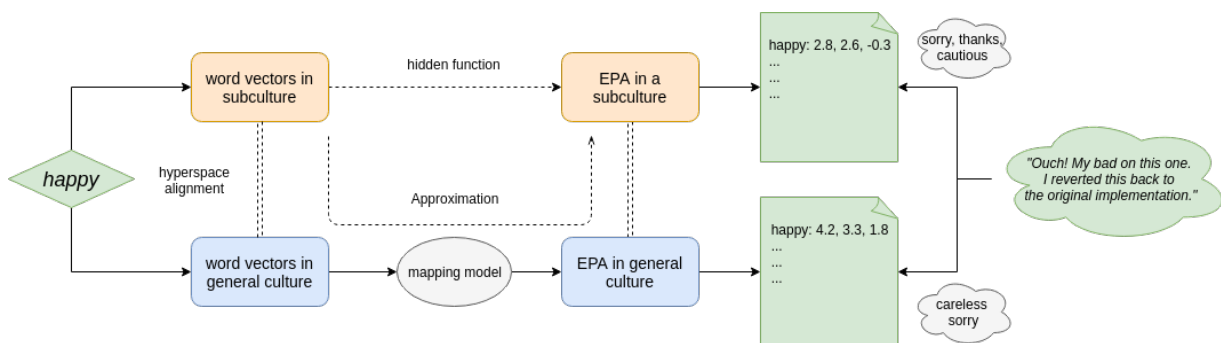 happy
word vectors in
subculture
hidden function
EPA in a
subculture
happy: 2.8, 2.6, -0.3
...
...
...
sorry, thanks,
cautious
hyperspace
alignment
Approximation
"Ouch! My bad on this one.
I reverted this back to
the original implementation."
word vectors in
general culture
mapping model
EPA in general
culture
happy: 4.2, 3.3, 1.8
...
...
...
careless
sorry